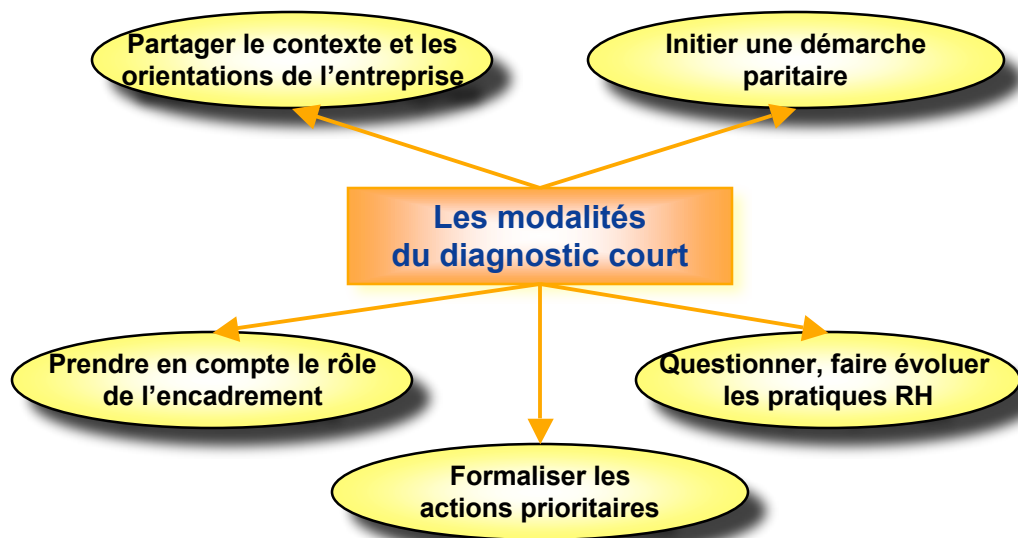 Partager le contexte et les
orientations de l’entreprise
Initier une démarche
paritaire
Les modalités
du diagnostic court
Prendre en compte le rôle
de l’encadrement
Questionner, faire évoluer
les pratiques RH
Formaliser les
actions prioritaires